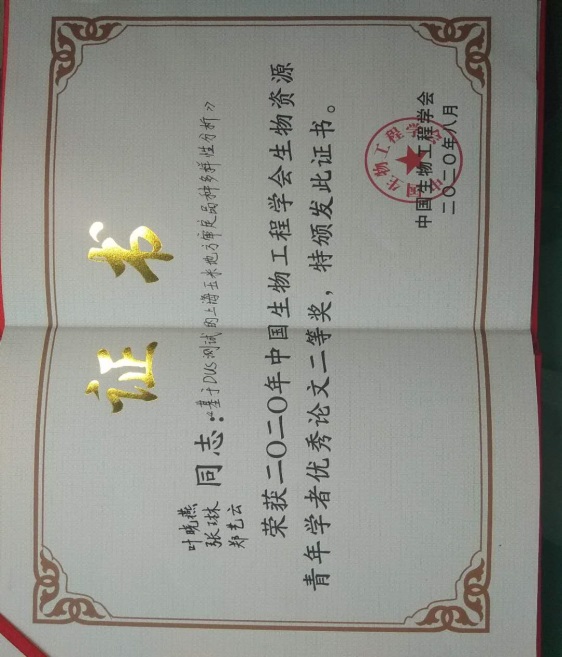 证书
叶晓燕
张琳 同志：“基于DUS测试的上海玉米地方审定品种多样性分析”
郑艺云
荣获二〇二〇年中国生物工程学会生物资源
青年学者优秀论文二等奖，特颁发此证书。
中国生物工程学会
二〇二〇年八月